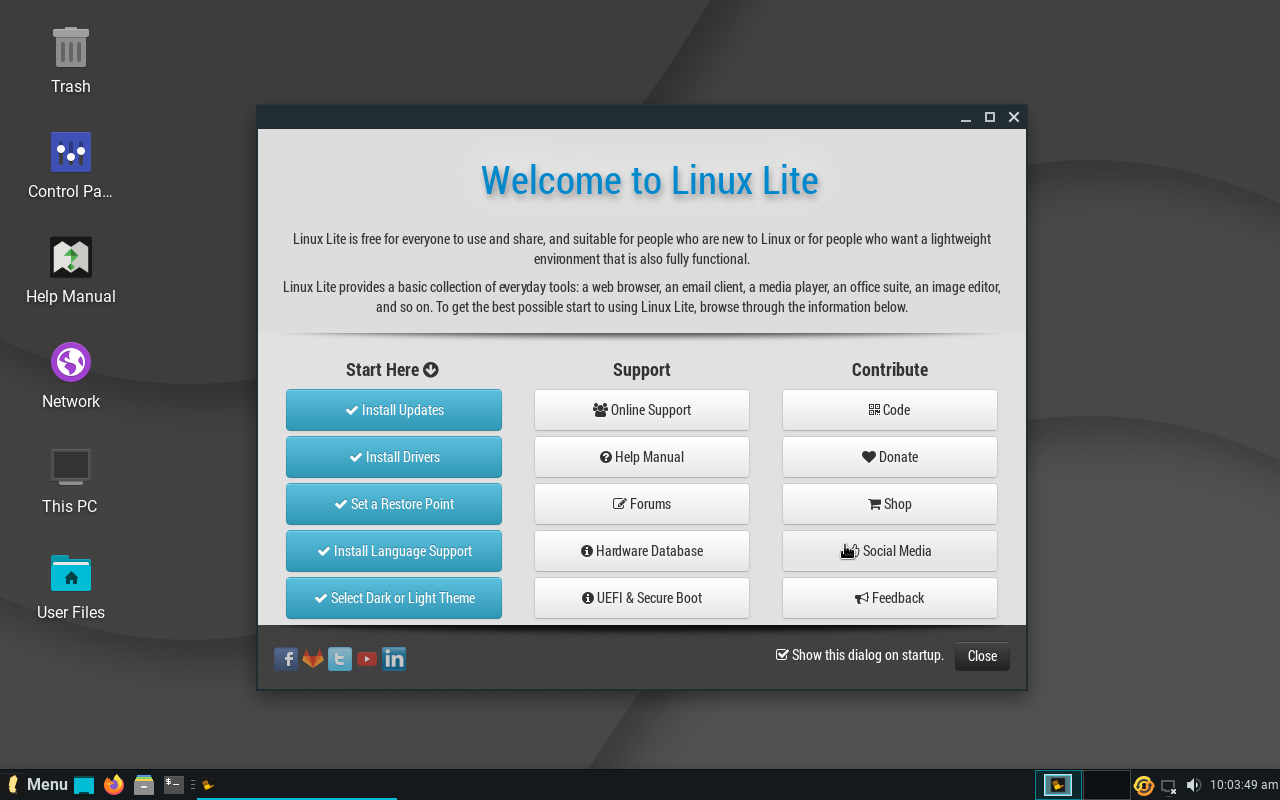 Trash
Control Pa...
Help Manual
Network
This PC
User Files
Welcome to Linux Lite
Linux Lite is free for everyone to use and share, and suitable for people who are new to Linux or for people who want a lightweight
environment that is also fully functional.
Linux Lite provides a basic collection of everyday tools: a web browser, an email client, a media player, an office suite, an image editor,
and so on. To get the best possible start to using Linux Lite, browse through the information below.
Start Here
Install Updates
Install Drivers
Set a Restore Point
Install Language Support
Select Dark or Light Theme
Support
Online Support
Help Manual
Forums
Hardware Database
UEFI & Secure Boot
Contribute
Code
Donate
Shop
Social Media
Feedback
Show this dialog on startup.
Close
Menu
10:03:49 am